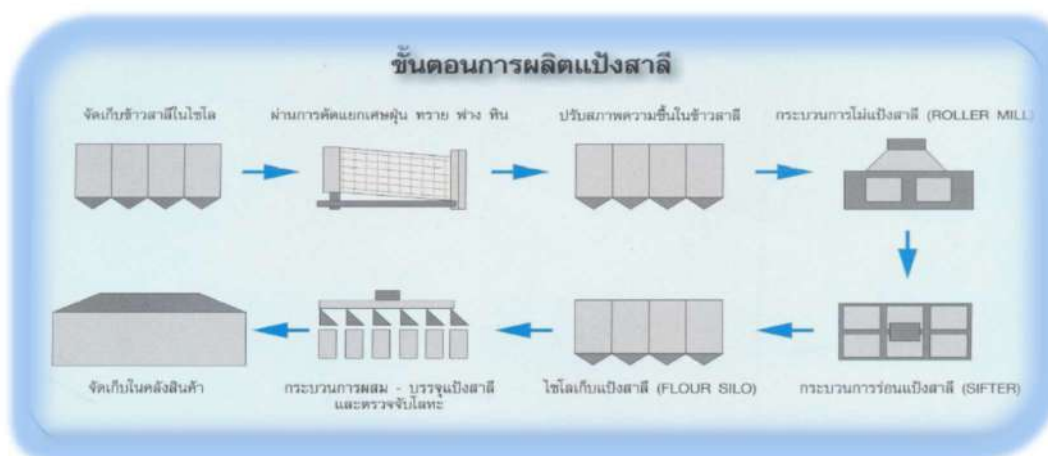 ขั้นตอนการผลิตแป้งสาลี
จัดเก็บข้าวสาลีในไซโล
ผ่านการคัดแยกเศษฝุ่น ทราย ฟาง หิน
ปรับสภาพความชื้นในข้าวสาลี
กระบวนการโม่แป้งสาลี (ROLLER MILL)
จัดเก็บในคลังสินค้า
กระบวนการผสม - บรรจุแป้งสาลี
และตรวจจับโลหะ
ไซโลเก็บแป้งสาลี (FLOUR SILO)
กระบวนการร่อนแป้งสาลี (SIFTER)